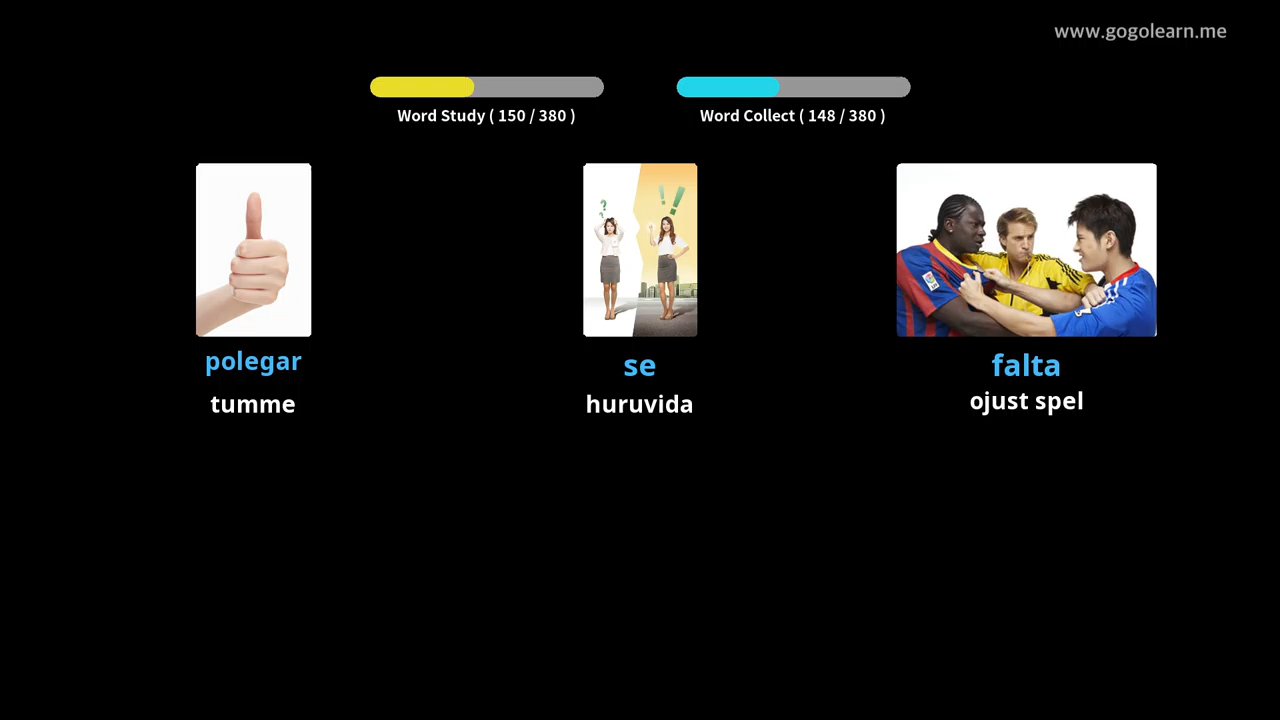 www.gogolearn.me
Word Study ( 150 / 380 )
Word Collect ( 148 / 380 )
? ? ! !
polegar
se
falta
tumme
huruvida
ojust spel